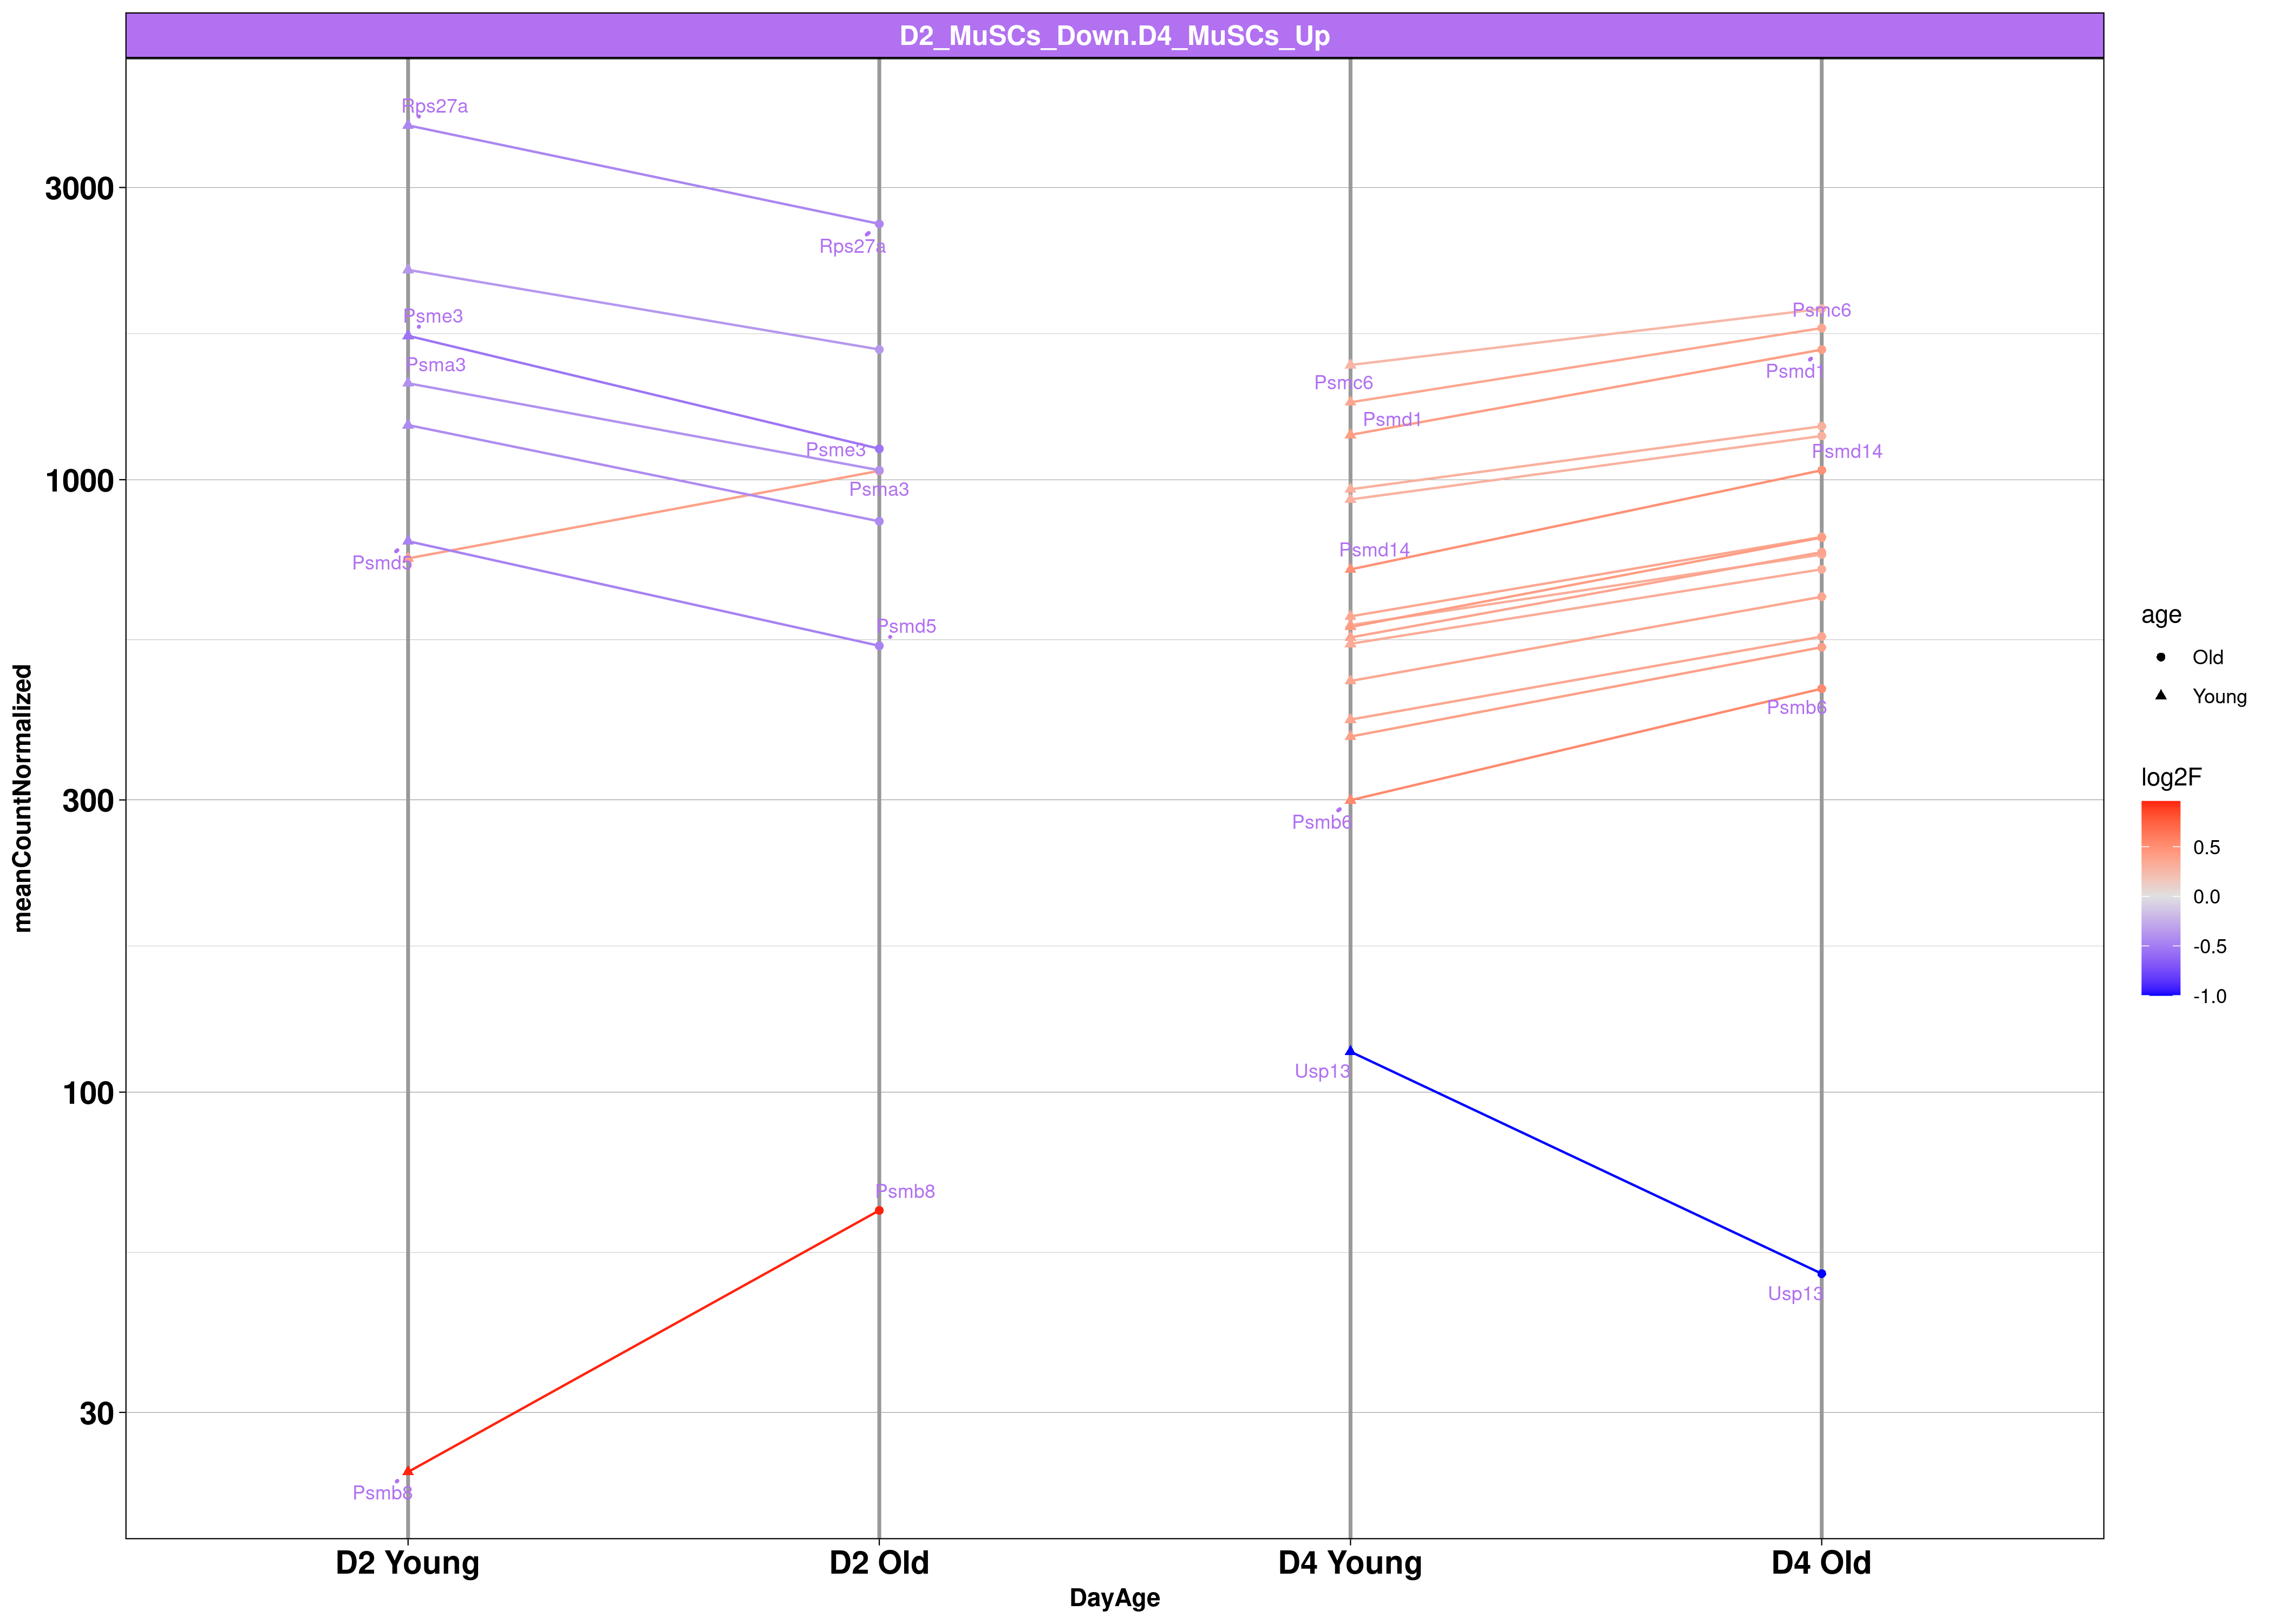 D2_MuSCs_Down.D4_MuSCs_Up
Rps27a
3000
Rps27a
Psme3
Psmc6
Psma3
Psmd1
Psmc6
Psmd1
Psme3
Psmd14
1000
Psma3
Psmd14
Psmd5
Psmd5
meanCountNormalized
Psmb6
300
Psmb6
Usp13
100
Psmb8
Usp13
30
Psmb8
D2 Young
D2 Old
D4 Young
D4 Old
DayAge
age
Old
Young
log2F
0.5
0.0
-0.5
-1.0